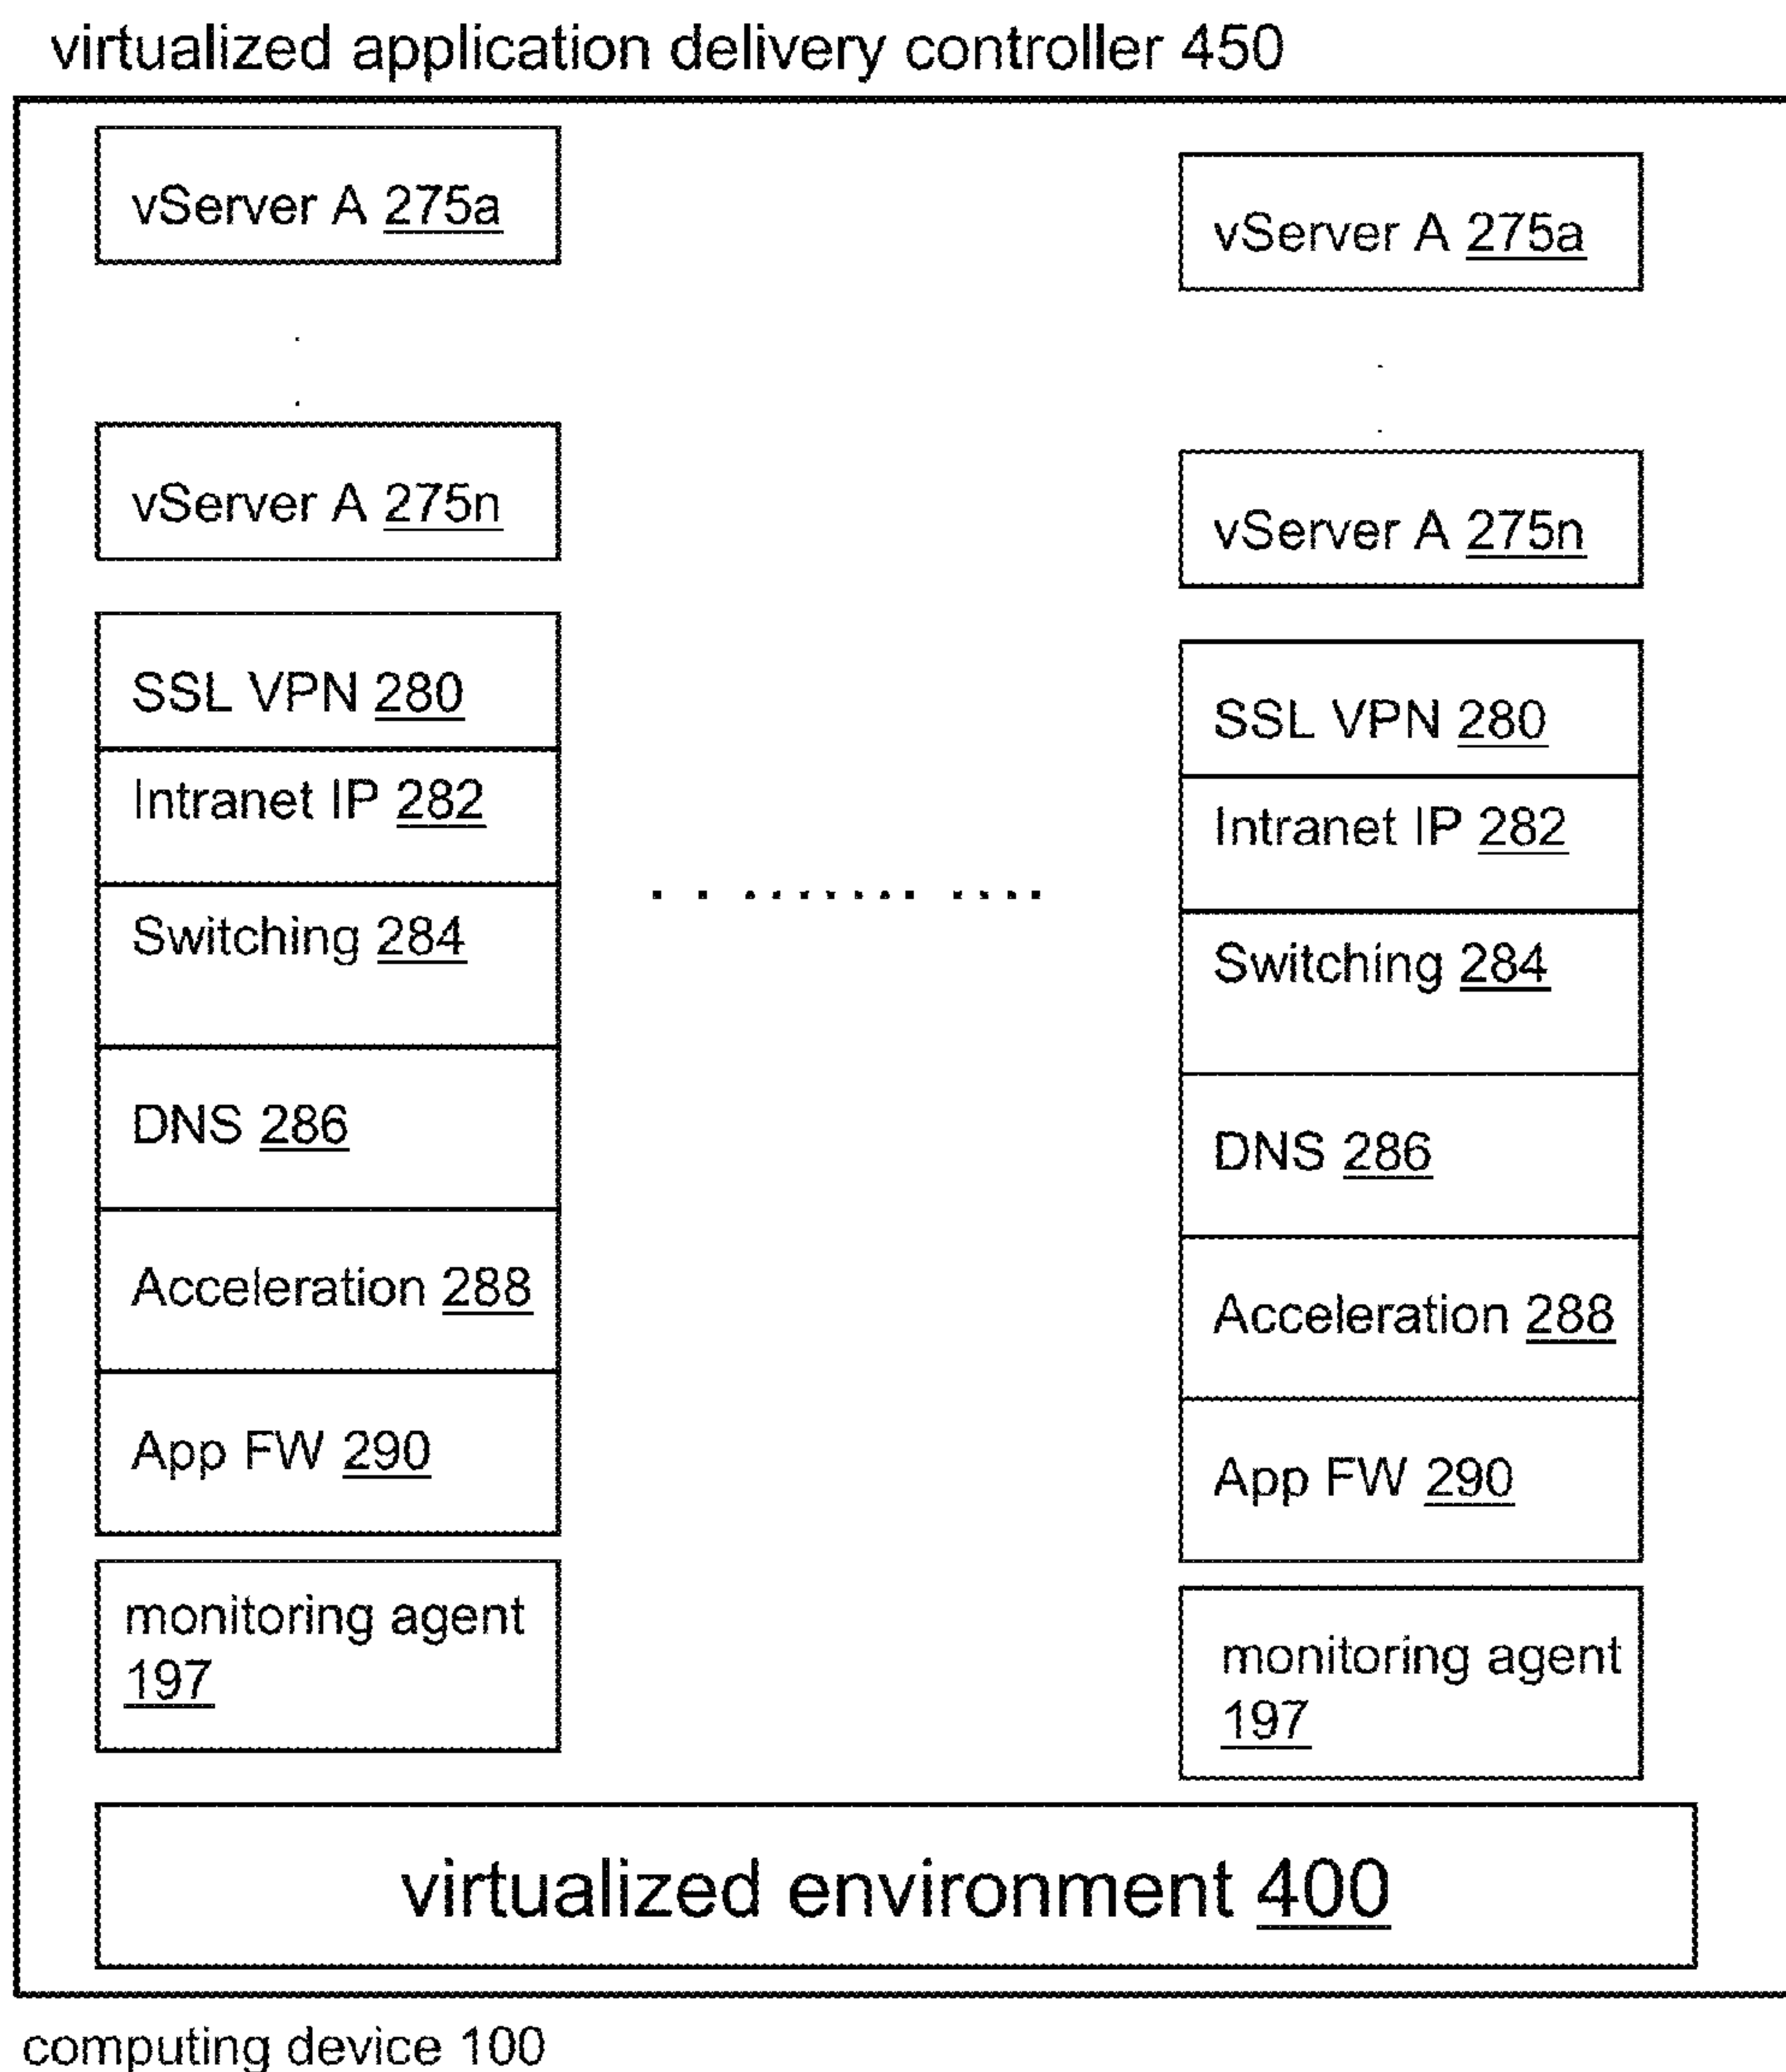 virtualized application delivery controller 450
vServer A 275a
vServer A 275n
SSL VPN 280
Intranet IP 282
Switching 284
DNS 286
Acceleration 288
App FW 290
monitoring agent
197
vServer A 275a
vServer A 275n
SSL VPN 280
Intranet IP 282
Switching 284
DNS 286
Acceleration 288
App FW 290
monitoring agent
197
virtualized environment 400
computing device 100